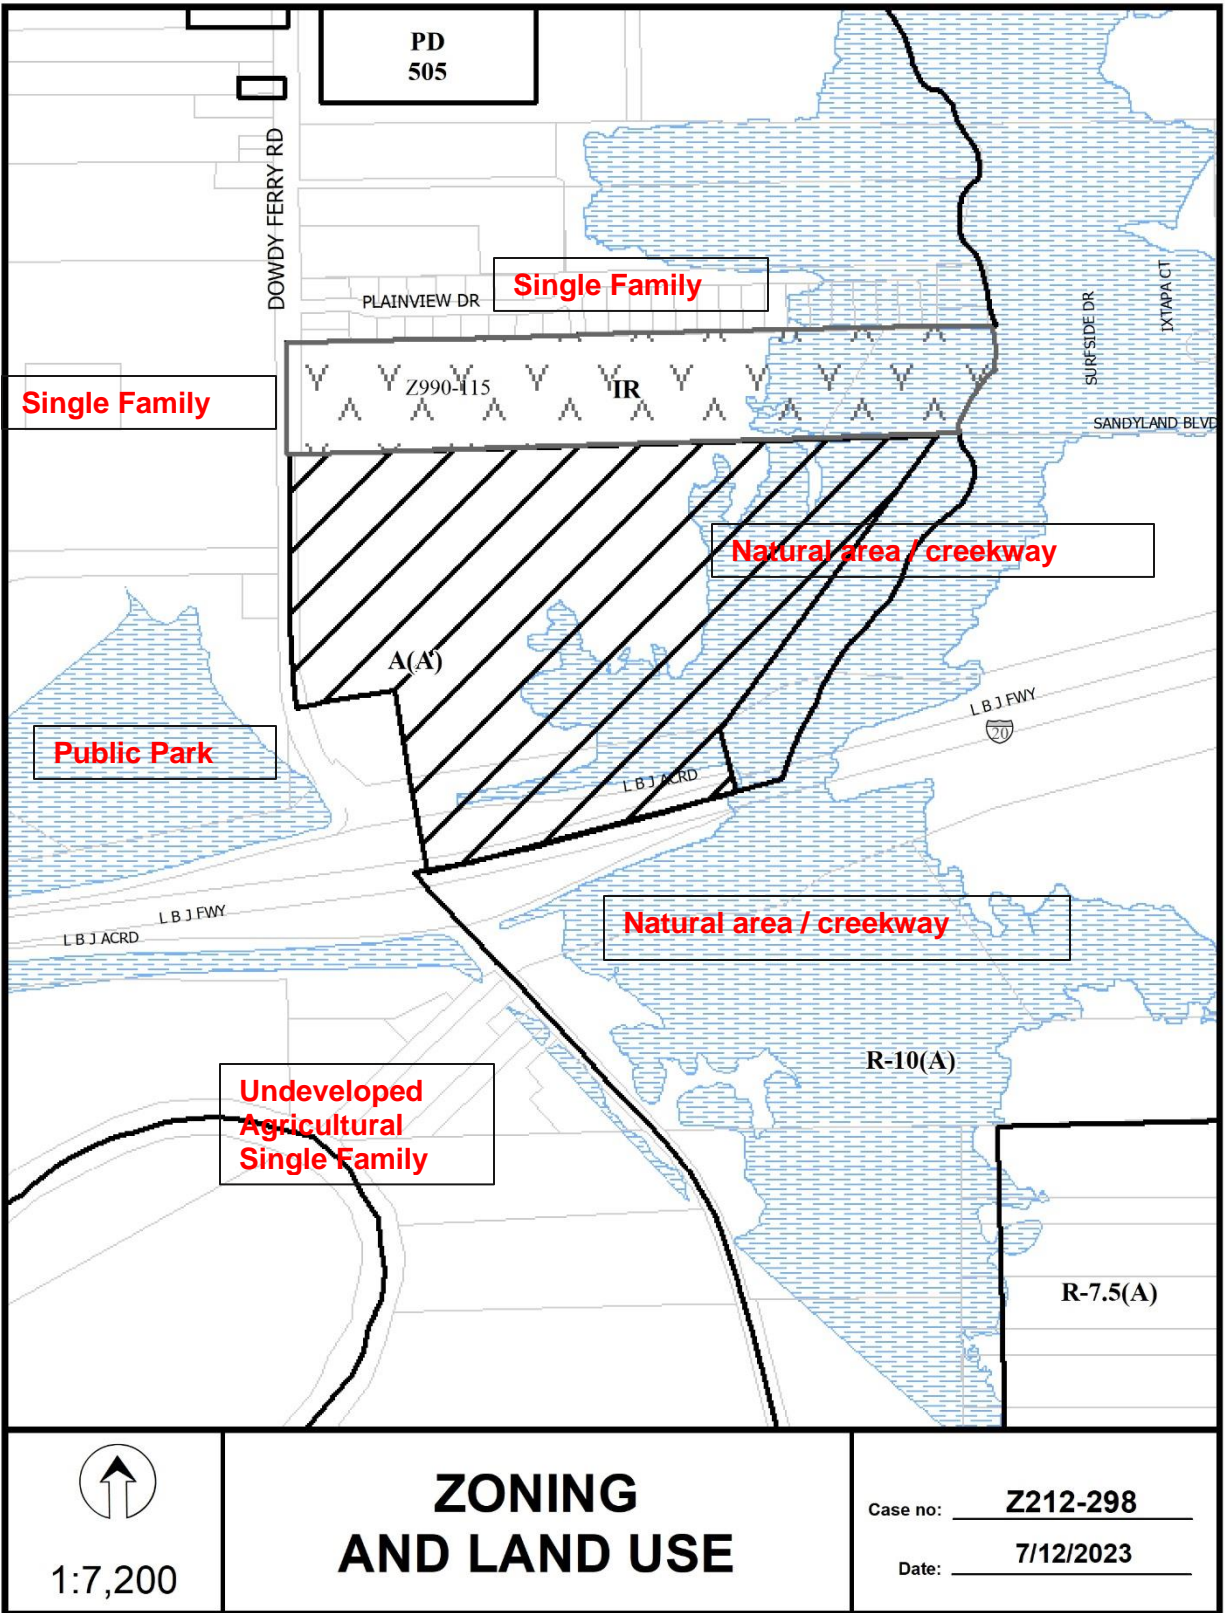 PD
505
DOWDY FERRY RD
Single Family
PLAINVIEW DR
SURFSIDE DR
IXTAPA CT
Z990-115
IR
Single Family
SANDYLAND BLVD
Natural area / creekway
A(A)
L B J FWY
20
Public Park
L B J ACRD
L B J FWY
L B J ACRD
Natural area / creekway
R-10(A)
Undeveloped
Agricultural
Single Family
R-7.5(A)
1:7,200
ZONING
AND LAND USE
Case no: Z212-298
Date: 7/12/2023